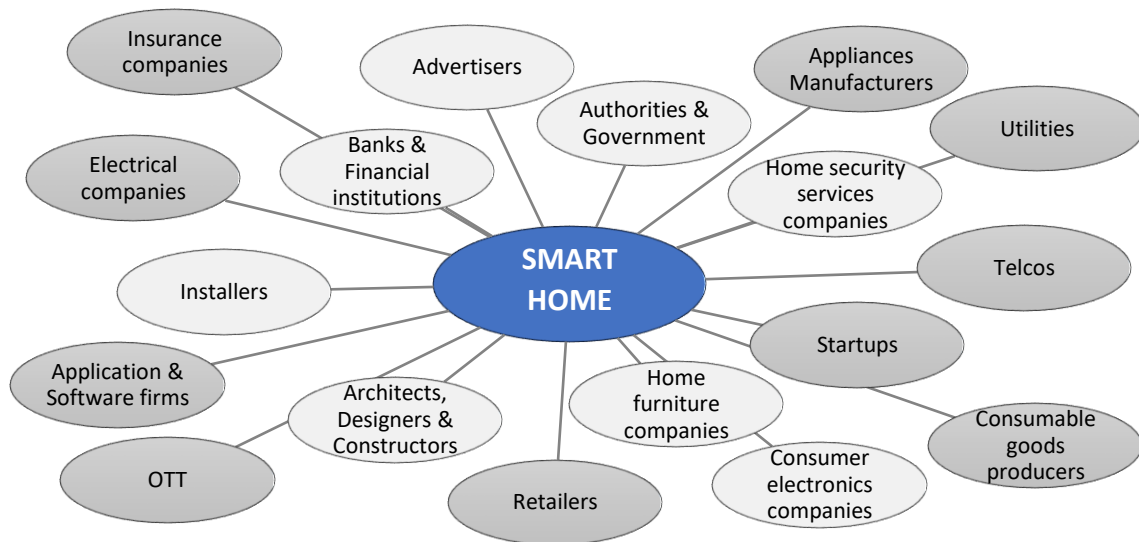 Insurance
companies
Advertisers
Appliances
Manufacturers
Authorities &
Government
Utilities
Electrical
companies
Banks &
Financial
institutions
Home security
services
companies
SMART
HOME
Telcos
Installers
Startups
Application &
Software firms
Architects,
Designers &
Constructors
Home
furniture
companies
Consumable
goods
producers
OTT
Retailers
Consumer
electronics
companies